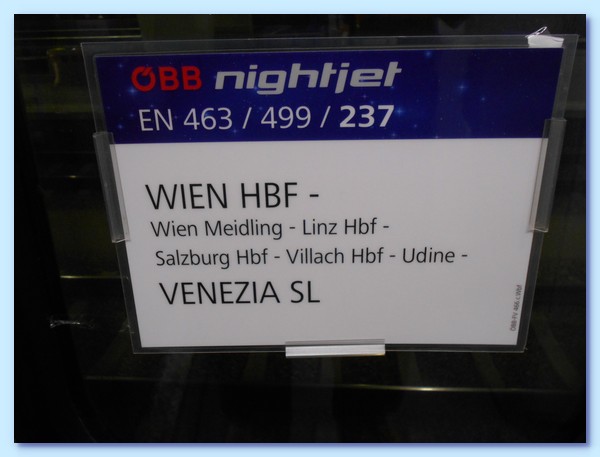 ÖBB nightjet
EN 463 / 499 / 237
WIEN HBF -
Wien Meidling - Linz Hbf -
Salzburg Hbf - Villach Hbf - Udine -
VENEZIA SL